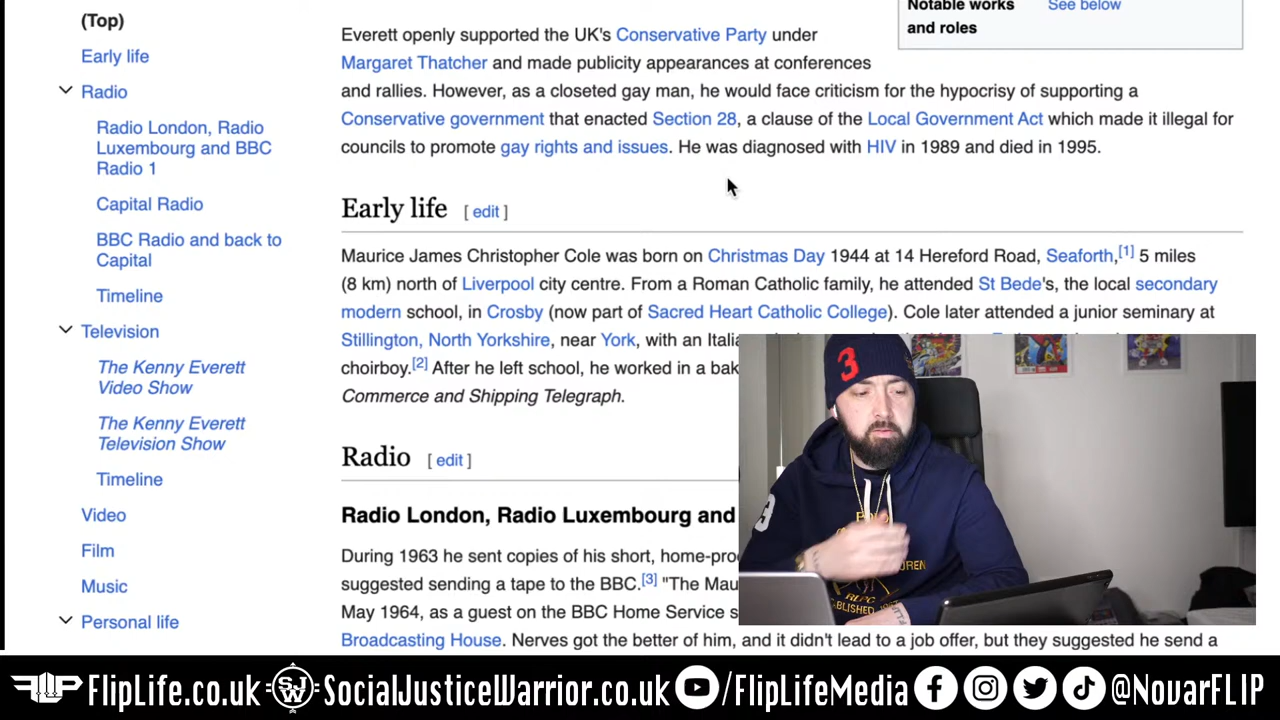 (Top)
Early life
Radio
Radio London, Radio
Luxembourg and BBC
Radio 1
Capital Radio
BBC Radio and back to
Capital
Timeline
Television
The Kenny Everett
Video Show
The Kenny Everett
Television Show
Timeline
Video
Film
Music
Personal life
Notable works
and roles
See below
Everett openly supported the UK's Conservative Party under
Margaret Thatcher and made publicity appearances at conferences
and rallies. However, as a closeted gay man, he would face criticism for the hypocrisy of supporting a
Conservative government that enacted Section 28, a clause of the Local Government Act which made it illegal for
councils to promote gay rights and issues. He was diagnosed with HIV in 1989 and died in 1995.
Early life [ edit ]
Maurice James Christopher Cole was born on Christmas Day 1944 at 14 Hereford Road, Seaforth,[1] 5 miles
(8 km) north of Liverpool city centre. From a Roman Catholic family, he attended St Bede's, the local secondary
modern school, in Crosby (now part of Sacred Heart Catholic College). Cole later attended a junior seminary at
Stillington, North Yorkshire, near York, with an Italia
choirboy.[2] After he left school, he worked in a bak
Commerce and Shipping Telegraph.
Radio [ edit ]
Radio London, Radio Luxembourg and
During 1963 he sent copies of his short, home-pro
suggested sending a tape to the BBC.[3] "The Mau
May 1964, as a guest on the BBC Home Service s
Broadcasting House. Nerves got the better of him, and it didn't lead to a job offer, but they suggested he send a
3
FLIP FlipLife.co.uk SJW SocialJusticeWarrior.co.uk /FlipLifeMedia @NovarFLIP